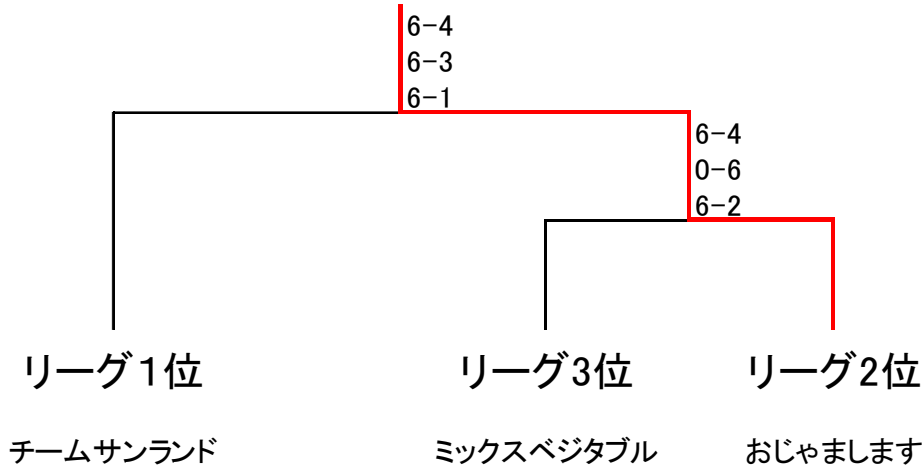 6-4
6-3
6-1
6-4
0-6
6-2
リーグ1位
リーグ3位
リーグ2位
チームサンランド
ミックスベジタブル
おじゃまします